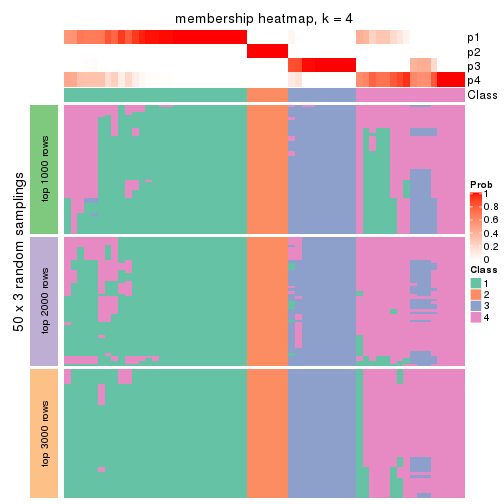 membership heatmap, k = 4
p1
p2
p3
p4
Class
50 x 3 random samplings
top 1000 rows
top 2000 rows
top 3000 rows
Prob
1
0.8
0.6
0.4
0.2
0
Class
1
2
3
4